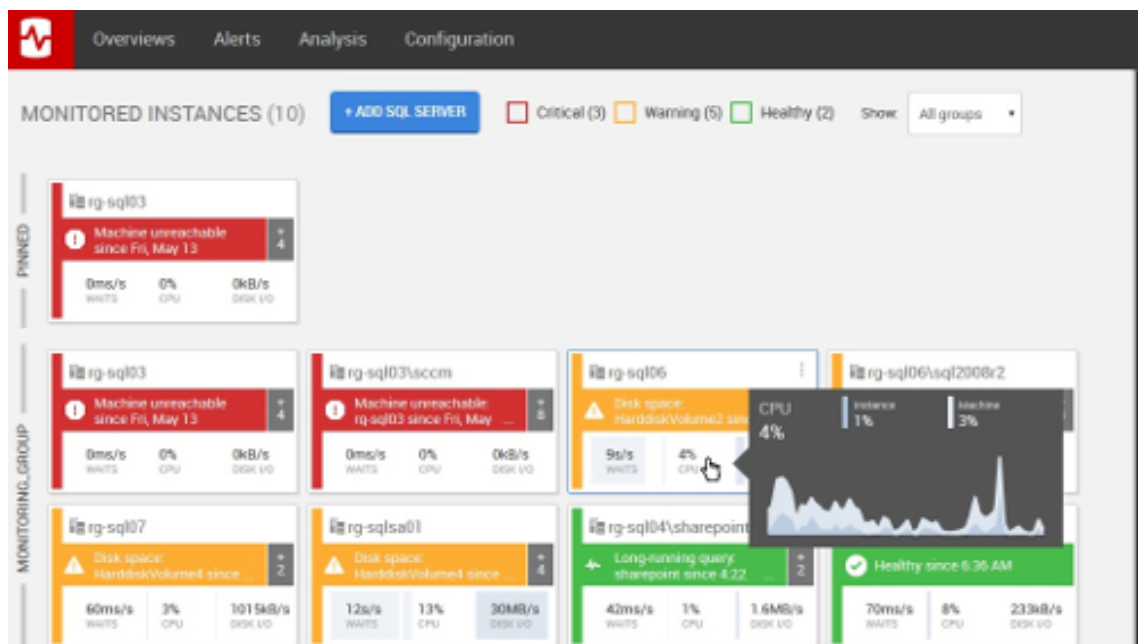 Overviews Alerts Analysis Configuration
MONITORED INSTANCES (10) + ADD SQL SERVER Critical (3) Warning (5) Healthy (2) Show: All groups
PINNED
rg-sql03
Machine unreachable
since Fri, May 13
+
4
0ms/s 0% 0kB/s
WAITS CPU DISK I/O
MONITORING_GROUP
rg-sql03
Machine unreachable
since Fri, May 13
+
4
0ms/s 0% 0kB/s
WAITS CPU DISK I/O
rg-sql03\sccm
Machine unreachable:
rg-sql03 since Fri, May ...
+
8
0ms/s 0% 0kB/s
WAITS CPU DISK I/O
rg-sql06
Disk space:
HarddiskVolume2 sinc
9s/s 4%
WAITS CPU
rg-sql06\sql2008r2
CPU Instance Machine
4% 1% 3%
rg-sql07
Disk space:
HarddiskVolume4 since ...
+
2
60ms/s 3% 1015kB/s
WAITS CPU DISK I/O
rg-sqlsa01
Disk space:
HarddiskVolume4 since ...
+
4
12s/s 13% 30MB/s
WAITS CPU DISK I/O
rg-sql04\sharepoint
Long-running query:
sharepoint since 4:22 ...
+
2
42ms/s 1% 1.6MB/s
WAITS CPU DISK I/O
Healthy since 6:36 AM
70ms/s 8% 233kB/s
WAITS CPU DISK I/O